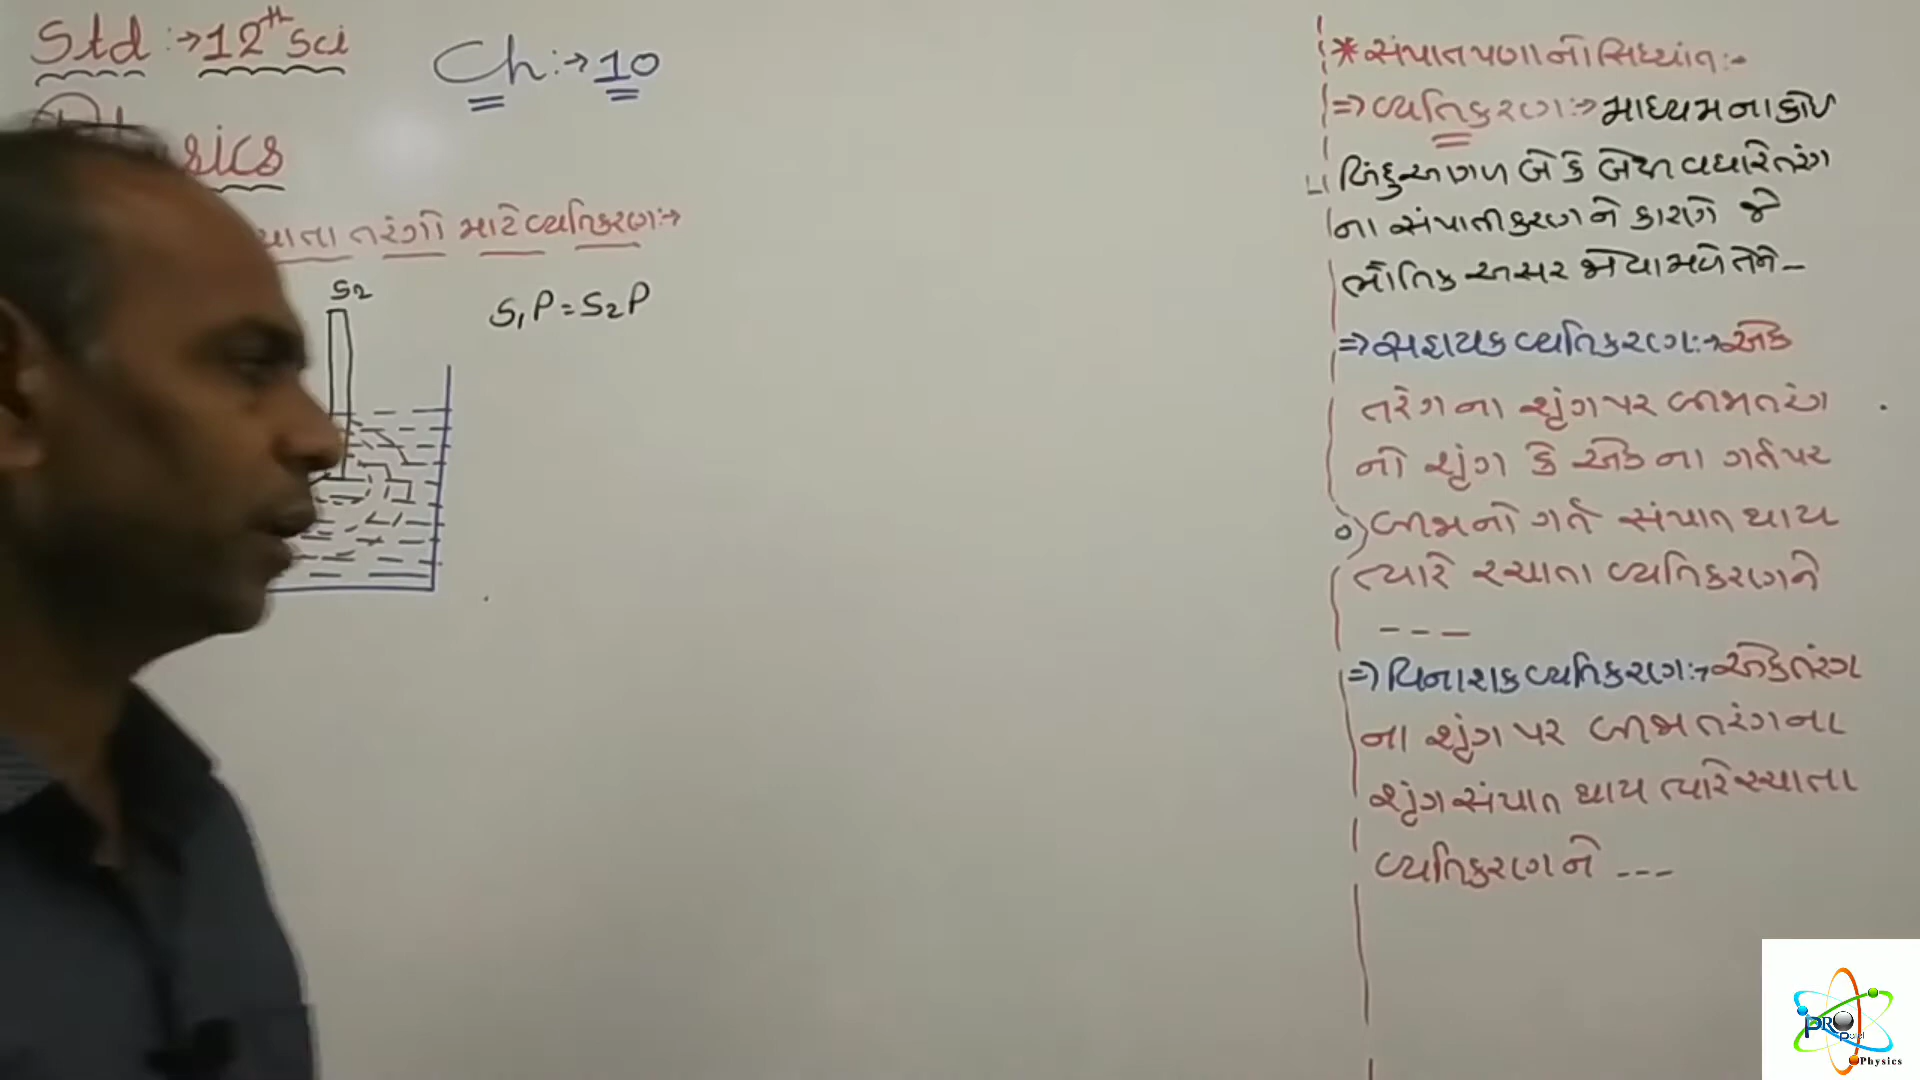 Std :→ 12th Sci
Ch :→ 10
sics
યાતા તરંગો માટે વ્યતિકરણ :→
S2
S₁P = S₂P
* સંપાતપણાનો સિધ્ધાંત :-
⇒ વ્યતિકરણ :→ માધ્યમના કોઇ
બિંદુ આગળ બે કે બેથી વધારે તરંગ
ના સંપાતીકરણને કારણે જે
ભૌતિક અસર જોવા મળે તેને –
⇒ સહાયક વ્યતિકરણ :→ એક
તરંગના શૃંગ પર બીજા તરંગ
નો શૃંગ કે એકના ગર્ત પર
બીજાનો ગર્ત સંપાત થાય
ત્યારે રચાતા વ્યતિકરણને
- - -
⇒ વિનાશક વ્યતિકરણ :→ એક તરંગ
ના શૃંગ પર બીજા તરંગના
શૃંગ સંપાત થાય ત્યારે રચાતા
વ્યતિકરણને - - -
PRO
Physics